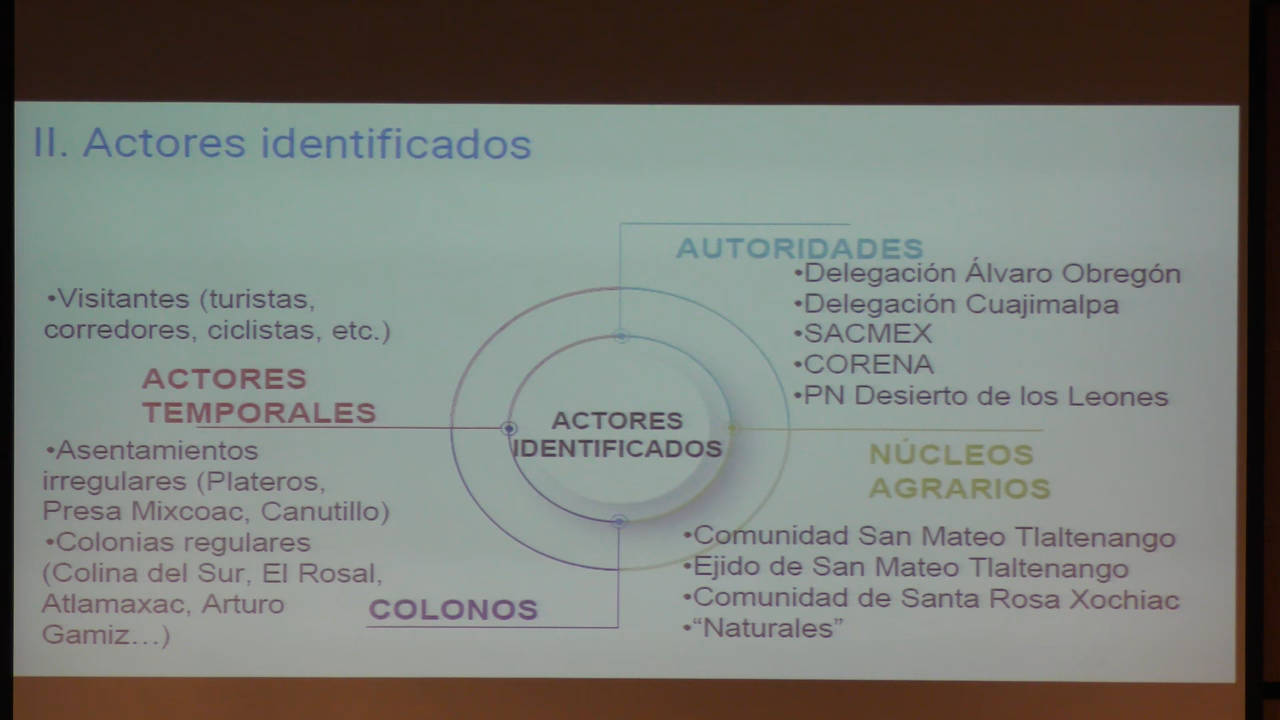 II. Actores identificados
•Visitantes (turistas,
corredores, ciclistas, etc.)
ACTORES
TEMPORALES
•Asentamientos
irregulares (Plateros,
Presa Mixcoac, Canutillo)
•Colonias regulares
(Colina del Sur, El Rosal,
Atlamaxac, Arturo
Gamiz…)
COLONOS
ACTORES
IDENTIFICADOS
AUTORIDADES
•Delegación Álvaro Obregón
•Delegación Cuajimalpa
•SACMEX
•CORENA
•PN Desierto de los Leones
NÚCLEOS
AGRARIOS
•Comunidad San Mateo Tlaltenango
•Ejido de San Mateo Tlaltenango
•Comunidad de Santa Rosa Xochiac
•“Naturales”